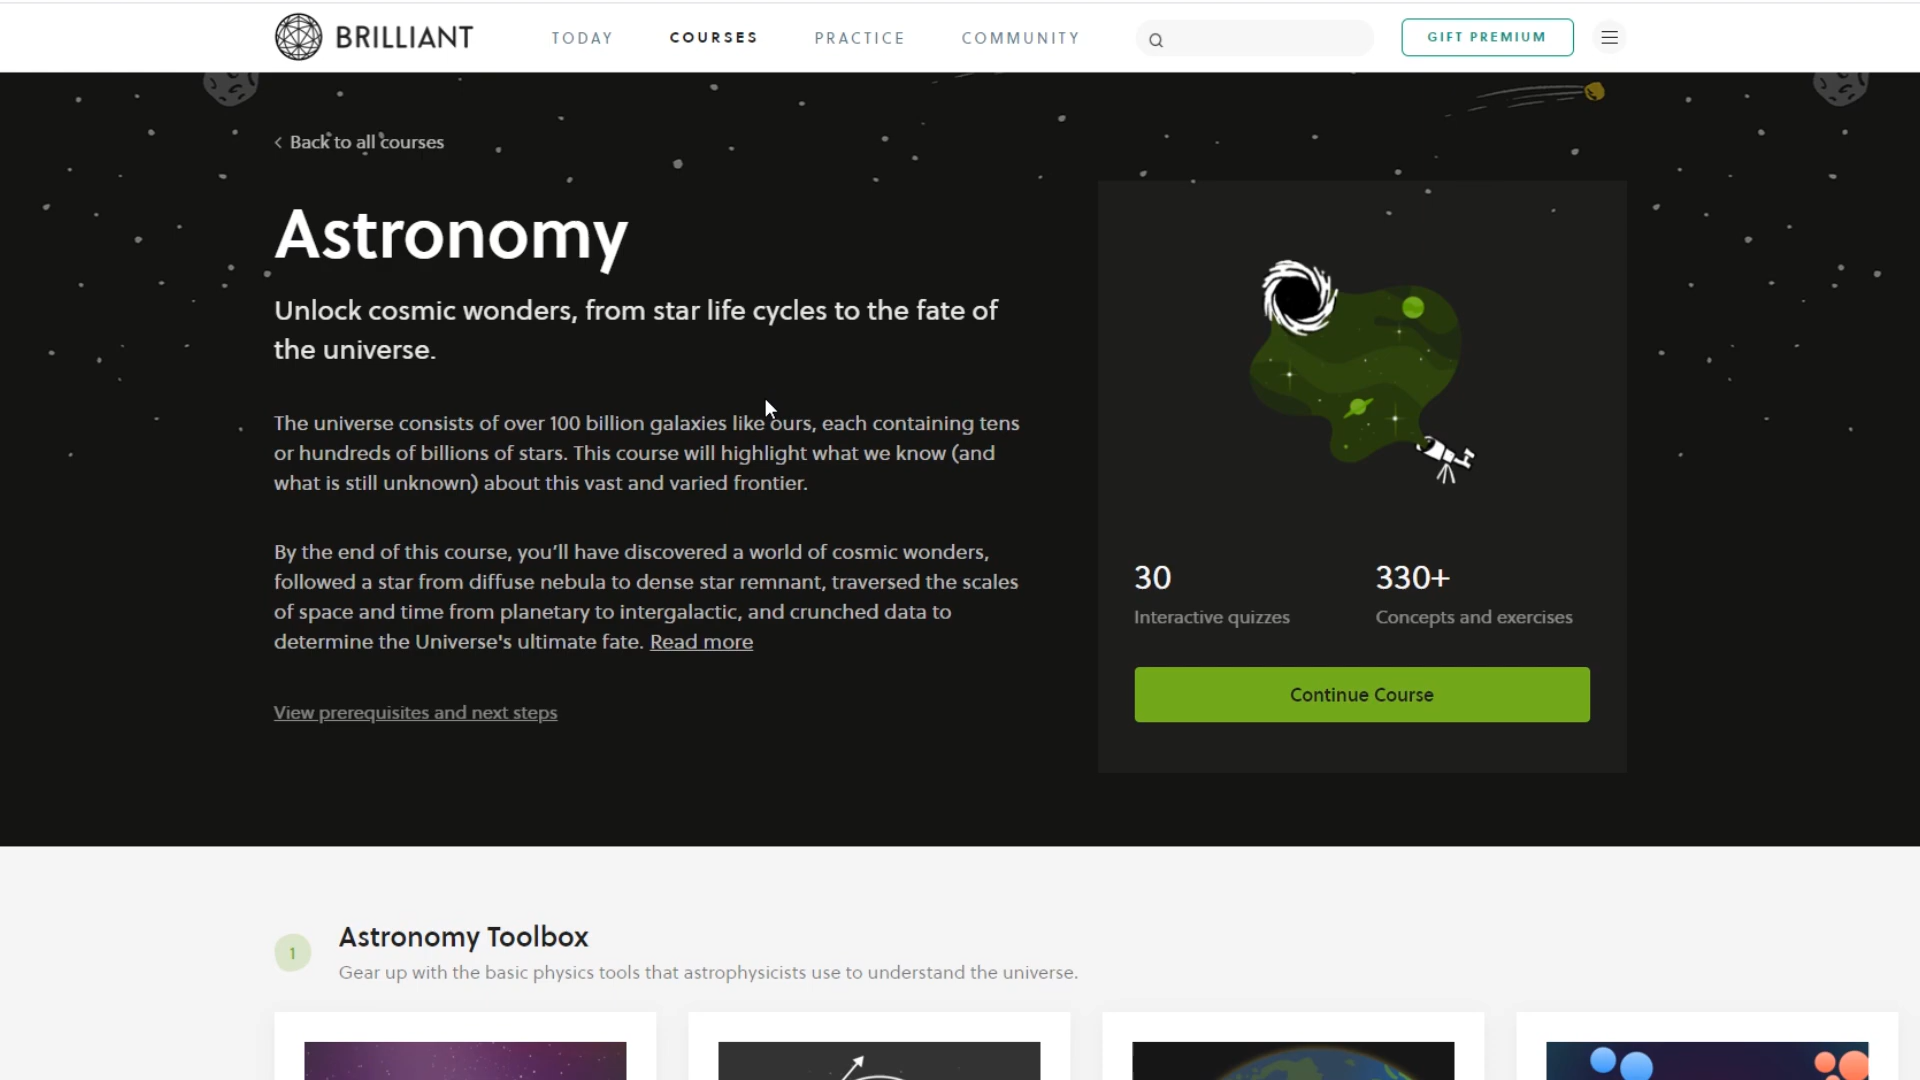 BRILLIANT
TODAY
COURSES
PRACTICE
COMMUNITY
GIFT PREMIUM
Back to all courses
Astronomy
Unlock cosmic wonders, from star life cycles to the fate of
the universe.
The universe consists of over 100 billion galaxies like ours, each containing tens
or hundreds of billions of stars. This course will highlight what we know (and
what is still unknown) about this vast and varied frontier.
By the end of this course, you’ll have discovered a world of cosmic wonders,
followed a star from diffuse nebula to dense star remnant, traversed the scales
of space and time from planetary to intergalactic, and crunched data to
determine the Universe's ultimate fate. Read more
View prerequisites and next steps
30
Interactive quizzes
330+
Concepts and exercises
Continue Course
1
Astronomy Toolbox
Gear up with the basic physics tools that astrophysicists use to understand the universe.